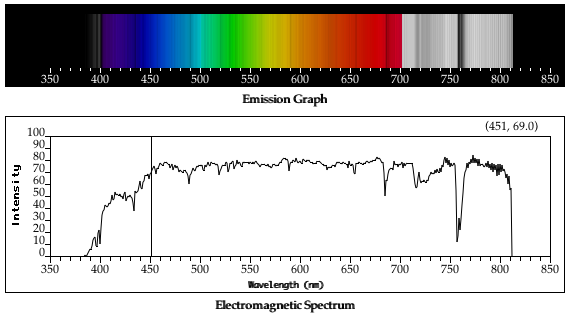 350 400 450 500 550 600 650 700 750 800 850
Emission Graph
(451, 69.0)
100
90
80
70
60
50
40
30
20
10
0
Intensity
350 400 450 500 550 600 650 700 750 800 850
Wavelength (nm)
Electromagnetic Spectrum